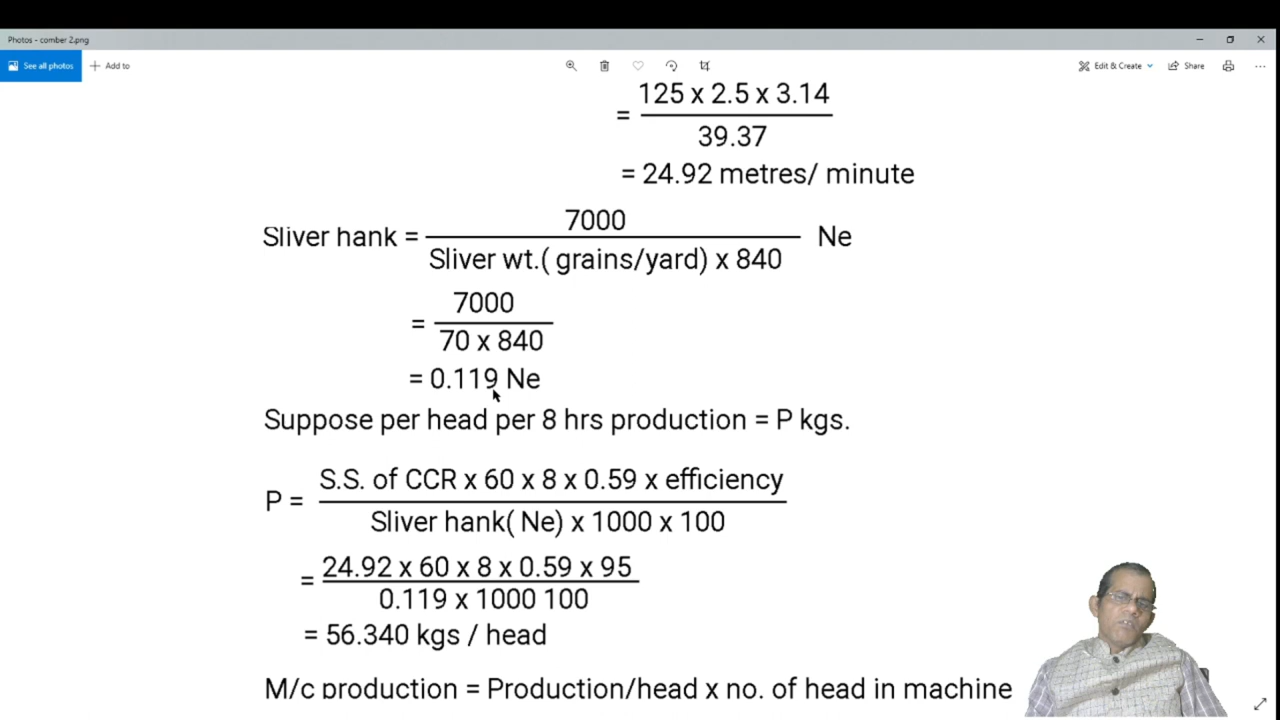 Photos - comber 2.png
See all photos + Add to Edit & Create Share
= 125 x 2.5 x 3.14
39.37
= 24.92 metres/ minute
Sliver hank = 7000 Ne
Sliver wt.( grains/yard) x 840
= 7000
70 x 840
= 0.119 Ne
Suppose per head per 8 hrs production = P kgs.
P = S.S. of CCR x 60 x 8 x 0.59 x efficiency
Sliver hank( Ne) x 1000 x 100
= 24.92 x 60 x 8 x 0.59 x 95
0.119 x 1000 100
= 56.340 kgs / head
M/c production = Production/head x no. of head in machine